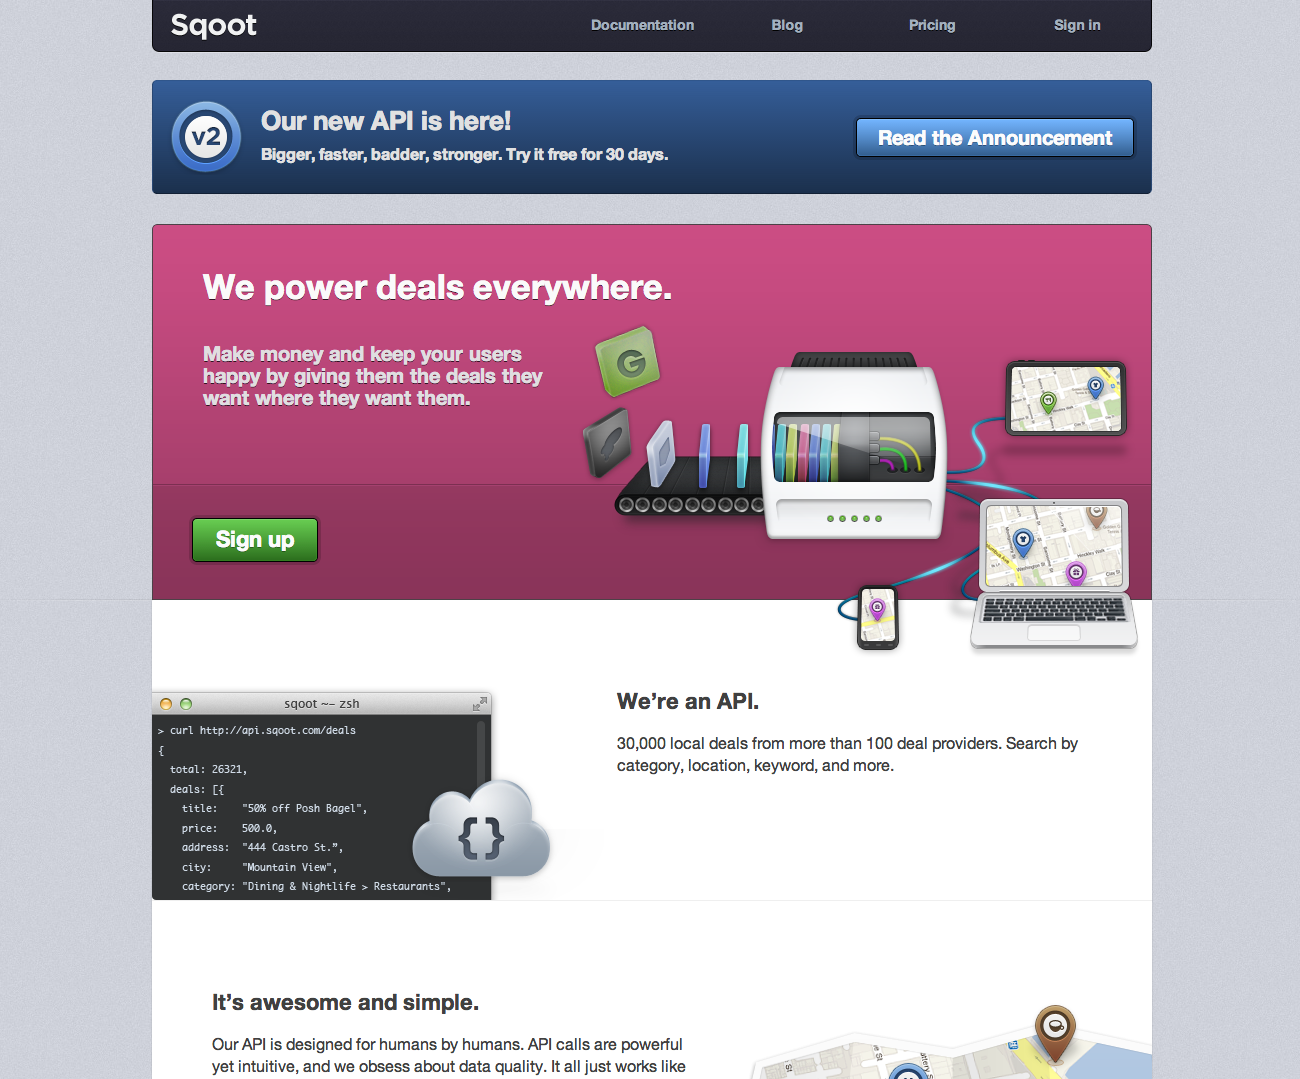 Sqoot
Documentation
Blog
Pricing
Sign in
v2
Our new API is here!
Bigger, faster, badder, stronger. Try it free for 30 days.
Read the Announcement
We power deals everywhere.
Make money and keep your users
happy by giving them the deals they
want where they want them.
G
Sign up
Hinckley Walk
Washington St
sqoot ~- zsh
> curl http://api.sqoot.com/deals
{
total: 26321,
deals: [{
title: "50% off Posh Bagel",
price: 500.0,
address: "444 Castro St.”,
city: "Mountain View",
category: "Dining & Nightlife > Restaurants",
{}
We’re an API.
30,000 local deals from more than 100 deal providers. Search by
category, location, keyword, and more.
It’s awesome and simple.
Our API is designed for humans by humans. API calls are powerful
yet intuitive, and we obsess about data quality. It all just works like